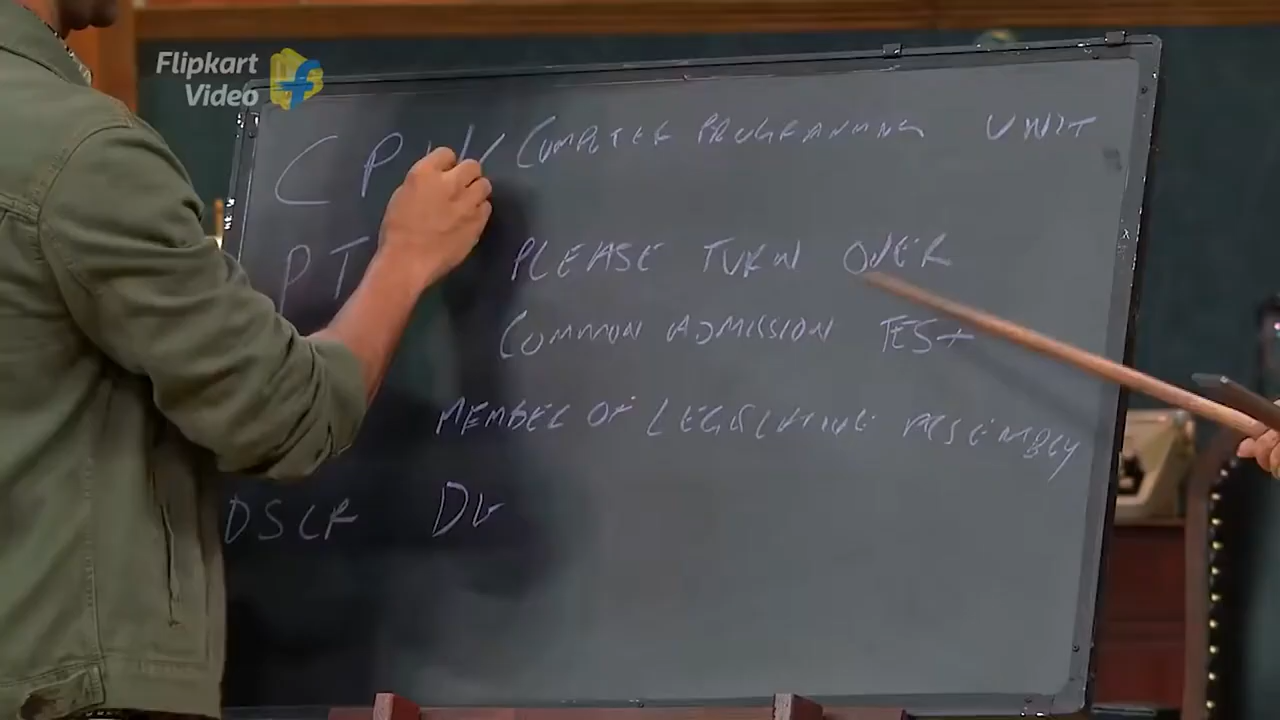 Flipkart
Video
CPU COMPUTER PROGRAMMING UNIT
PT PLEASE TURN OVER
COMMON ADMISSION TEST
MEMBER OF LEGISLATIVE ASSEMBLY
DSCR